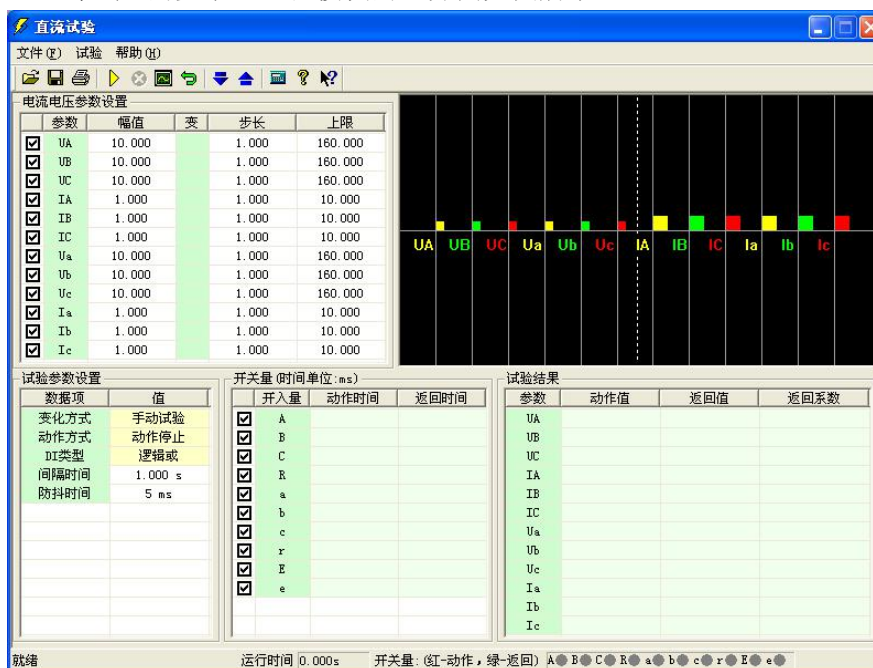 直流试验
文件(F) 试验 帮助(H)
电流电压参数设置
参数 幅值 变 步长 上限
UA 10.000 1.000 160.000
UB 10.000 1.000 160.000
UC 10.000 1.000 160.000
IA 1.000 1.000 10.000
IB 1.000 1.000 10.000
IC 1.000 1.000 10.000
Ua 10.000 1.000 160.000
Ub 10.000 1.000 160.000
Uc 10.000 1.000 160.000
Ia 1.000 1.000 10.000
Ib 1.000 1.000 10.000
Ic 1.000 1.000 10.000
UA UB UC Ua Ub Uc IA IB IC Ia Ib Ic
试验参数设置
数据项 值
变化方式 手动试验
动作方式 动作停止
DI类型 逻辑或
间隔时间 1.000 s
防抖时间 5 ms
开关量(时间单位:ms)
开入量 动作时间 返回时间
A
B
C
R
a
b
c
r
E
e
试验结果
参数 动作值 返回值 返回系数
UA
UB
UC
IA
IB
IC
Ua
Ub
Uc
Ia
Ib
Ic
就绪 运行时间 0.000s 开关量:(红-动作,绿-返回) A B C R a b c r E e